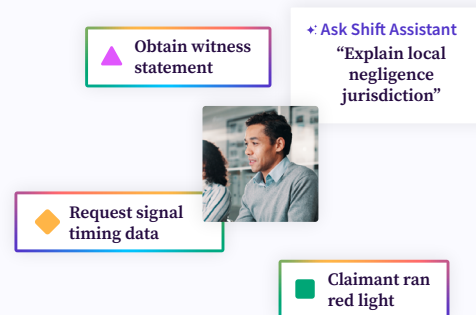 Ask Shift Assistant
“Explain local
negligence
jurisdiction”
Obtain witness
statement
Request signal
timing data
Claimant ran
red light